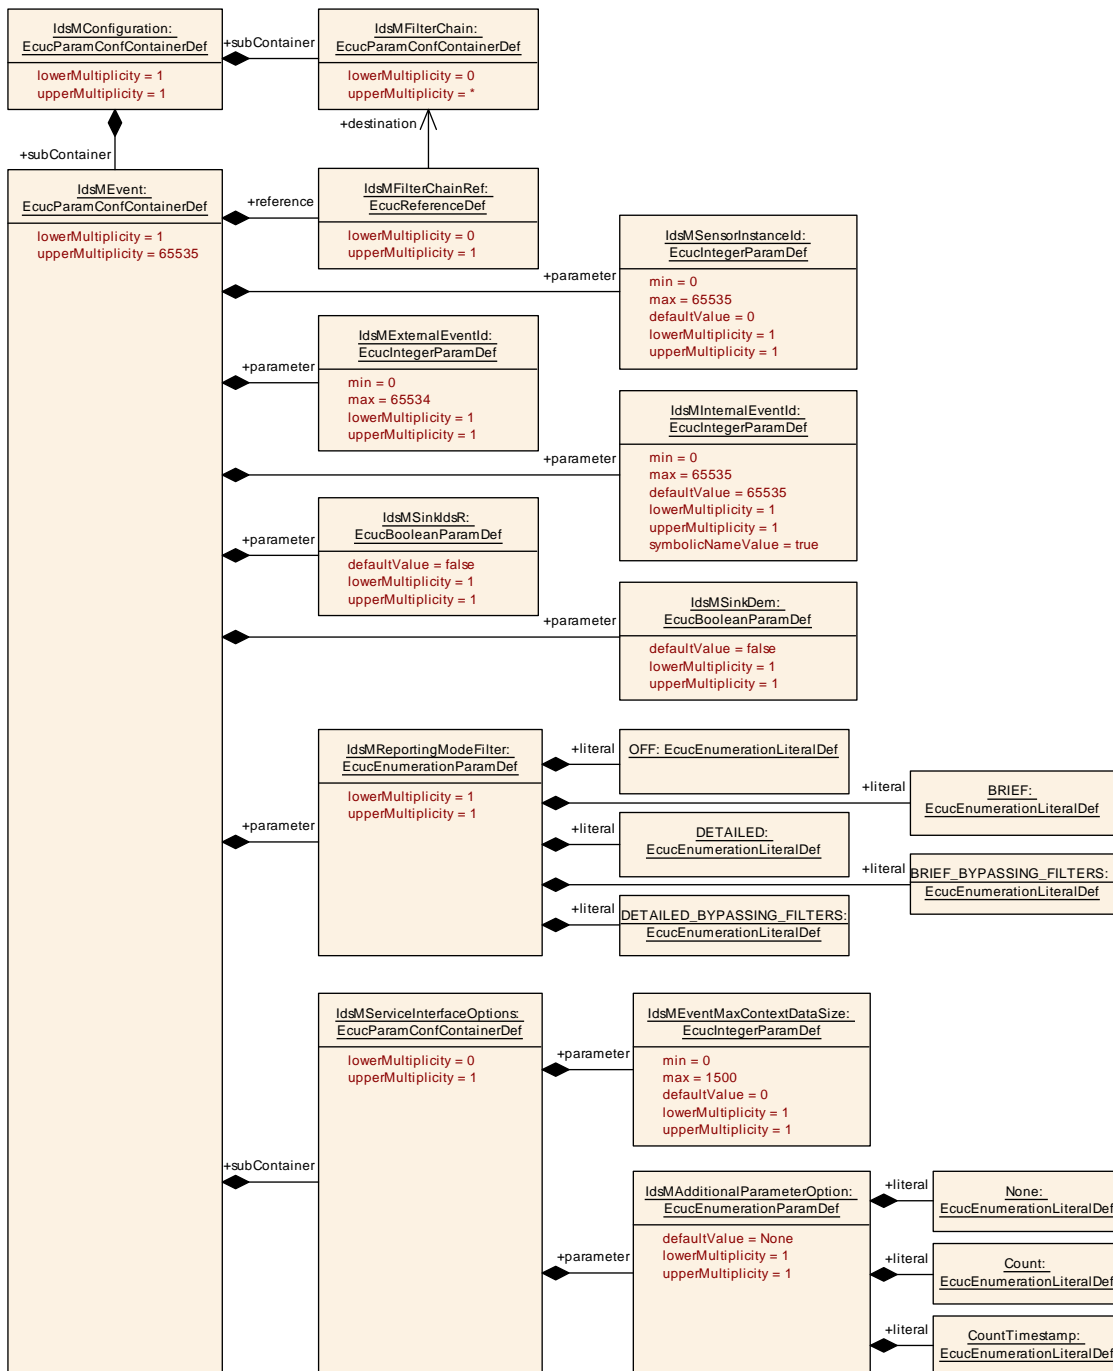 IdsMConfiguration:
EcucParamConfContainerDef
lowerMultiplicity = 1
upperMultiplicity = 1
+subContainer
IdsMFilterChain:
EcucParamConfContainerDef
lowerMultiplicity = 0
upperMultiplicity = *
+destination
+subContainer
IdsMEvent:
EcucParamConfContainerDef
lowerMultiplicity = 1
upperMultiplicity = 65535
+reference
IdsMFilterChainRef:
EcucReferenceDef
lowerMultiplicity = 0
upperMultiplicity = 1
+parameter
IdsMSensorInstanceId:
EcucIntegerParamDef
min = 0
max = 65535
defaultValue = 0
lowerMultiplicity = 1
upperMultiplicity = 1
+parameter
IdsMExternalEventId:
EcucIntegerParamDef
min = 0
max = 65534
lowerMultiplicity = 1
upperMultiplicity = 1
+parameter
IdsMInternalEventId:
EcucIntegerParamDef
min = 0
max = 65535
defaultValue = 65535
lowerMultiplicity = 1
upperMultiplicity = 1
symbolicNameValue = true
+parameter
IdsMSinkIdsR:
EcucBooleanParamDef
defaultValue = false
lowerMultiplicity = 1
upperMultiplicity = 1
+parameter
IdsMSinkDem:
EcucBooleanParamDef
defaultValue = false
lowerMultiplicity = 1
upperMultiplicity = 1
+parameter
IdsMReportingModeFilter:
EcucEnumerationParamDef
lowerMultiplicity = 1
upperMultiplicity = 1
+literal
OFF: EcucEnumerationLiteralDef
+literal
BRIEF:
EcucEnumerationLiteralDef
+literal
DETAILED:
EcucEnumerationLiteralDef
+literal
BRIEF_BYPASSING_FILTERS:
EcucEnumerationLiteralDef
+literal
DETAILED_BYPASSING_FILTERS:
EcucEnumerationLiteralDef
+subContainer
IdsMServiceInterfaceOptions:
EcucParamConfContainerDef
lowerMultiplicity = 0
upperMultiplicity = 1
+parameter
IdsMEventMaxContextDataSize:
EcucIntegerParamDef
min = 0
max = 1500
defaultValue = 0
lowerMultiplicity = 1
upperMultiplicity = 1
+parameter
IdsMAdditionalParameterOption:
EcucEnumerationParamDef
defaultValue = None
lowerMultiplicity = 1
upperMultiplicity = 1
+literal
None:
EcucEnumerationLiteralDef
+literal
Count:
EcucEnumerationLiteralDef
+literal
CountTimestamp:
EcucEnumerationLiteralDef